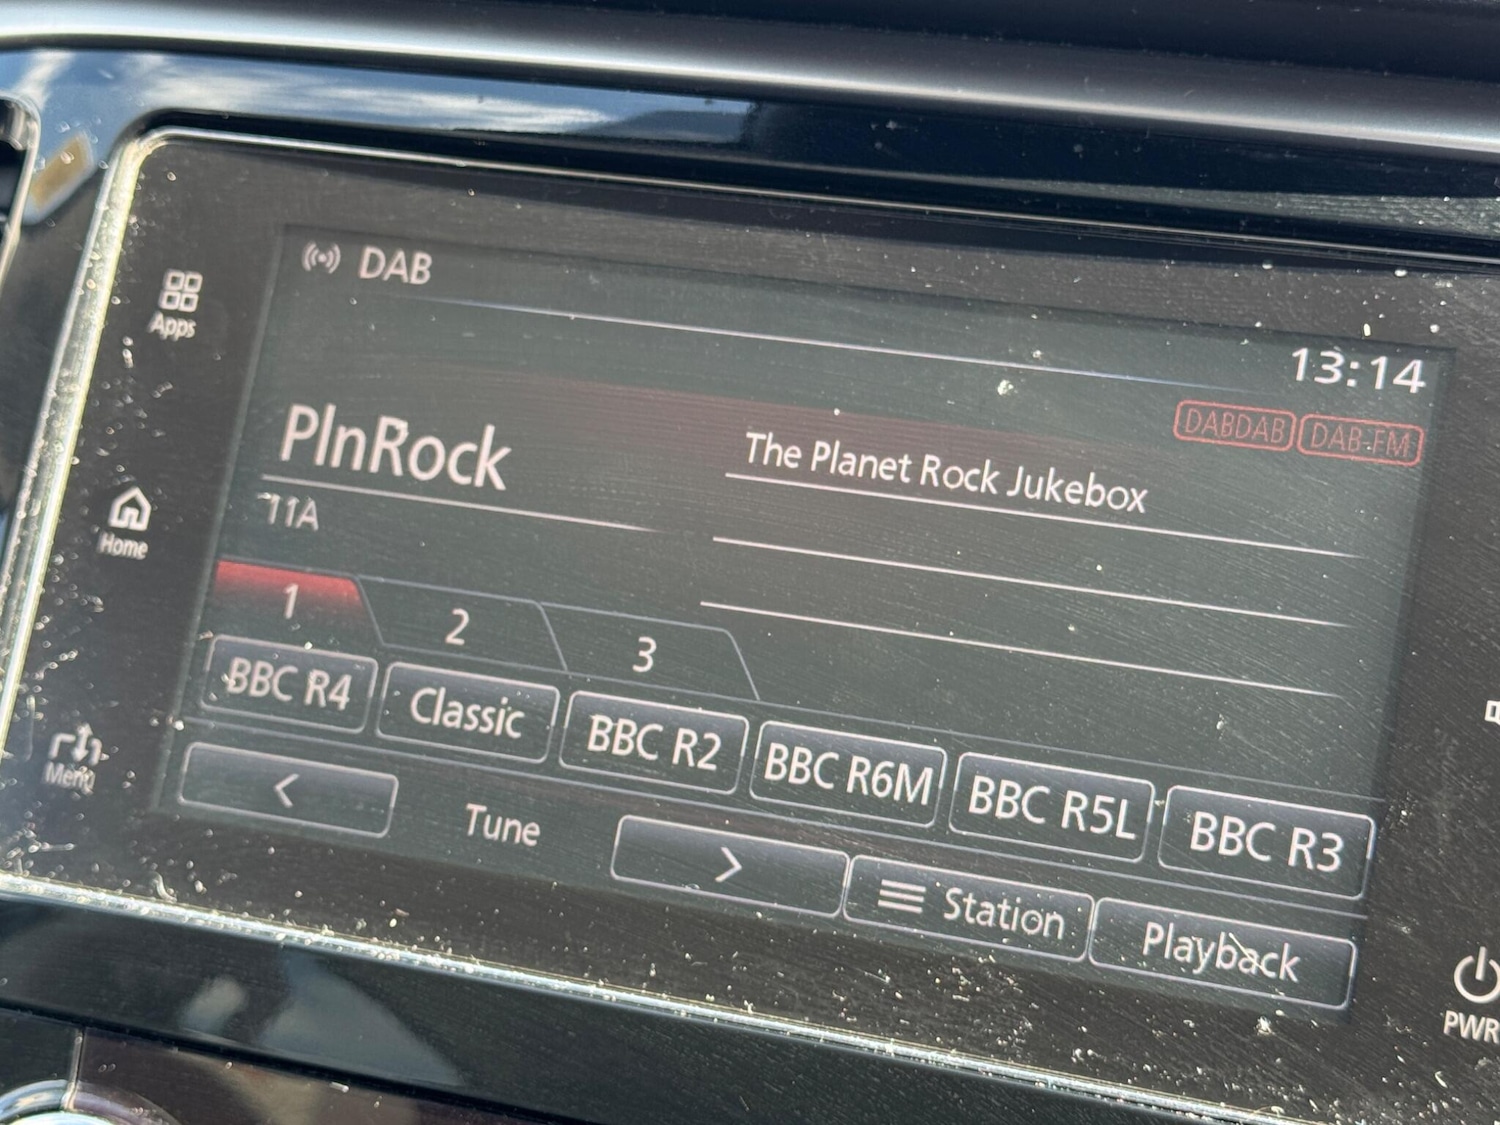 DAB
13:14
Apps
DABDAB DAB-FM
PlnRock
The Planet Rock Jukebox
11A
Home
1 2 3
BBC R4 Classic BBC R2 BBC R6M BBC R5L BBC R3
Menu
< Tune > Station Playback
PWR